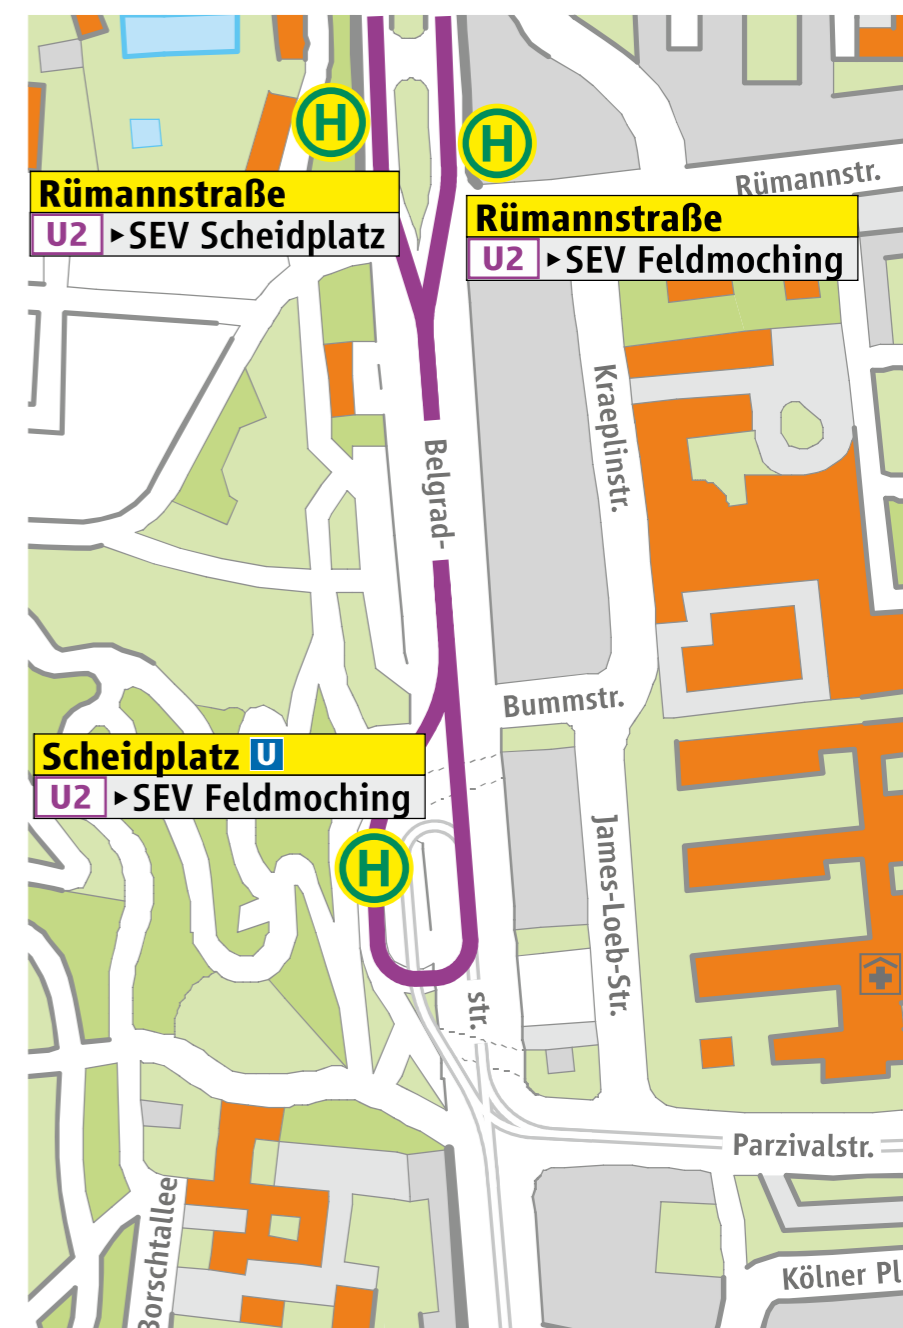 H
H
Rümannstr.
Rümannstraße
U2 ▸SEV Scheidplatz
Rümannstraße
U2 ▸SEV Feldmoching
Kraeplinstr.
Belgrad-
Bummstr.
Scheidplatz U
U2 ▸SEV Feldmoching
H
James-Loeb-Str.
str.
Parzivalstr.
Borschtallee
Kölner Pl